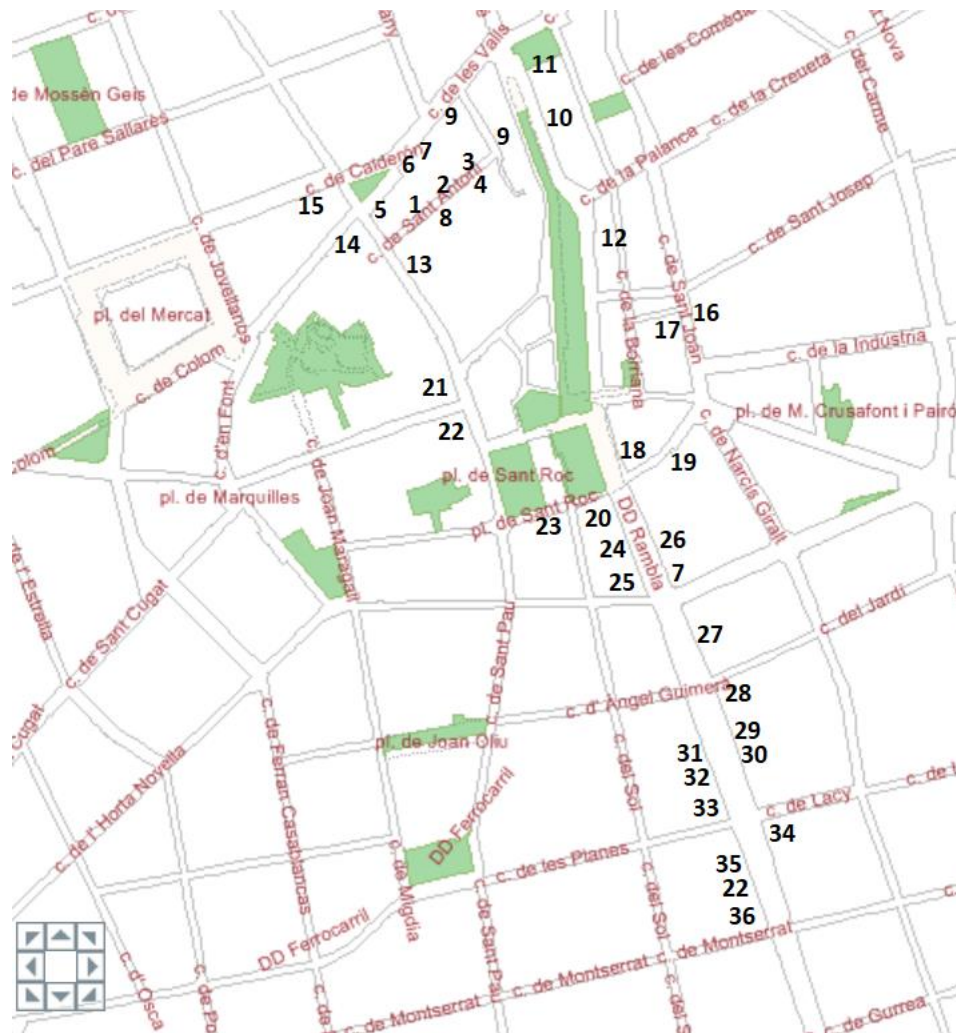 c. de les Valls
c. de les Comèdi
Nova
c. del Carme
11
de Mossèn Geis
9
10
c. de la Creueta
c. del Pare Sallarès
7
9
c. de Calderón
6
3
c. de la Palanca
2
4
15
5
1
8
c. de Sant Antoni
c. de Sant Josep
14
12
13
c. de Jovellanos
c. de Sant Joan
pl. del Mercat
16
17
c. de la Borriana
c. de la Indústria
c. de Colom
21
c. d'en Font
pl. de M. Crusafont i Pairó
22
colom
18
19
c. de Narcís Giralt
pl. de Sant Roc
c. de Joan Maragall
pl. de Marquilles
pl. de Sant Roc
23
20
DD Rambla
26
24
7
25
c. de l' Estrella
c. de Sant Cugat
27
c. del Jardí
c. de Sant Pau
28
c. d' Àngel Guimerà
Cugat
29
pl. de Joan Oliu
31
30
32
c. del Sol
c. de Ferran Casablancas
c. de l' Horta Novella
33
c. de Lacy
34
DD Ferrocarril
c. de les Planes
35
22
c. de Migdia
c. del Sol
36
DD Ferrocarril
c. de Sant Pau
c. de Montserrat
c. d' Osca
c. de Montserrat
c. de Montserrat
de Gurrea